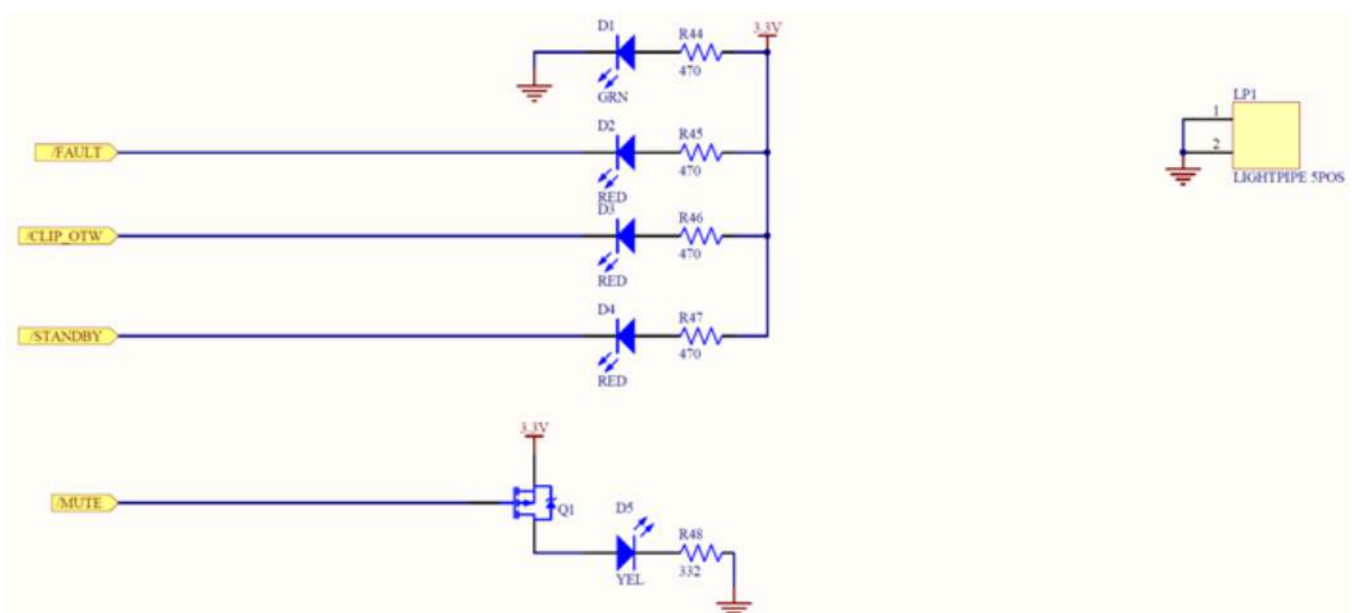 D1
R44
3.3V
470
GRN
LP1
1
2
LIGHTPIPE 5POS
/FAULT
D2
R45
470
RED
/CLIP_OTW
D3
R46
470
RED
/STANDBY
D4
R47
470
RED
3.3V
/MUTE
Q1
D5
R48
332
YEL